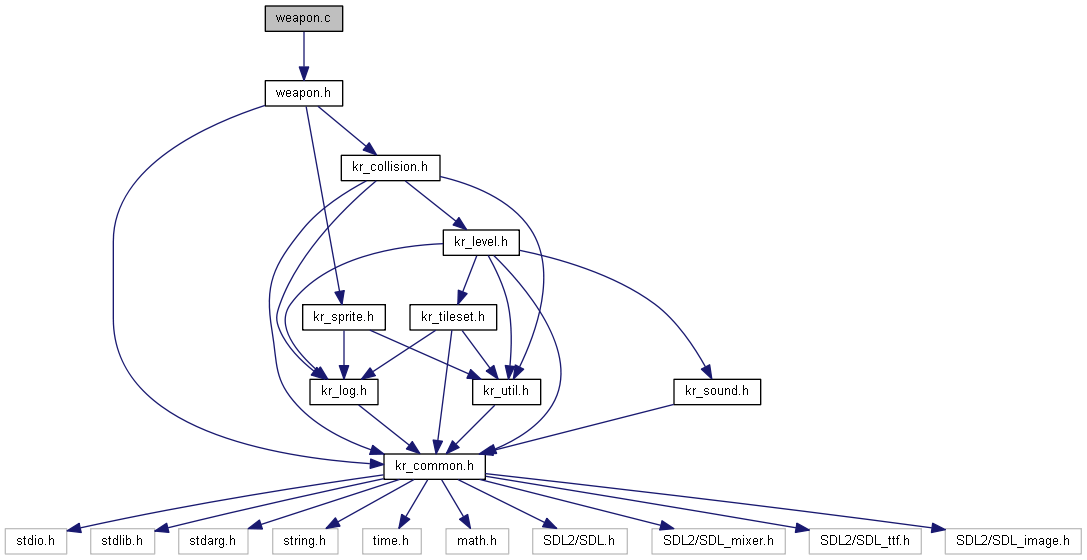 weapon.c
weapon.h
kr_collision.h
kr_level.h
kr_sprite.h
kr_tileset.h
kr_log.h
kr_util.h
kr_sound.h
kr_common.h
stdio.h
stdlib.h
stdarg.h
string.h
time.h
math.h
SDL2/SDL.h
SDL2/SDL_mixer.h
SDL2/SDL_ttf.h
SDL2/SDL_image.h